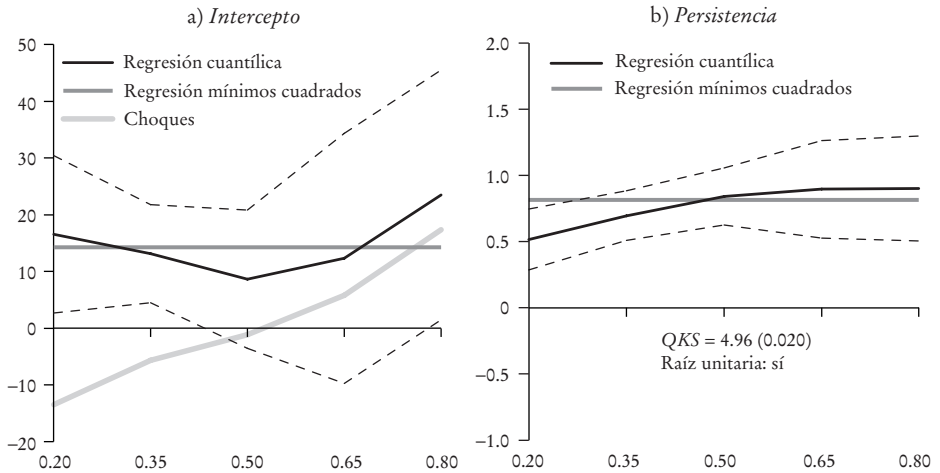 a) Intercepto
50
40
30
20
10
0
−10
−20
0.20 0.35 0.50 0.65 0.80
Regresión cuantílica
Regresión mínimos cuadrados
Choques
b) Persistencia
2.0
1.5
1.0
0.5
0
−0.5
−1.0
0.20 0.35 0.50 0.65 0.80
Regresión cuantílica
Regresión mínimos cuadrados
QKS = 4.96 (0.020)
Raíz unitaria: sí